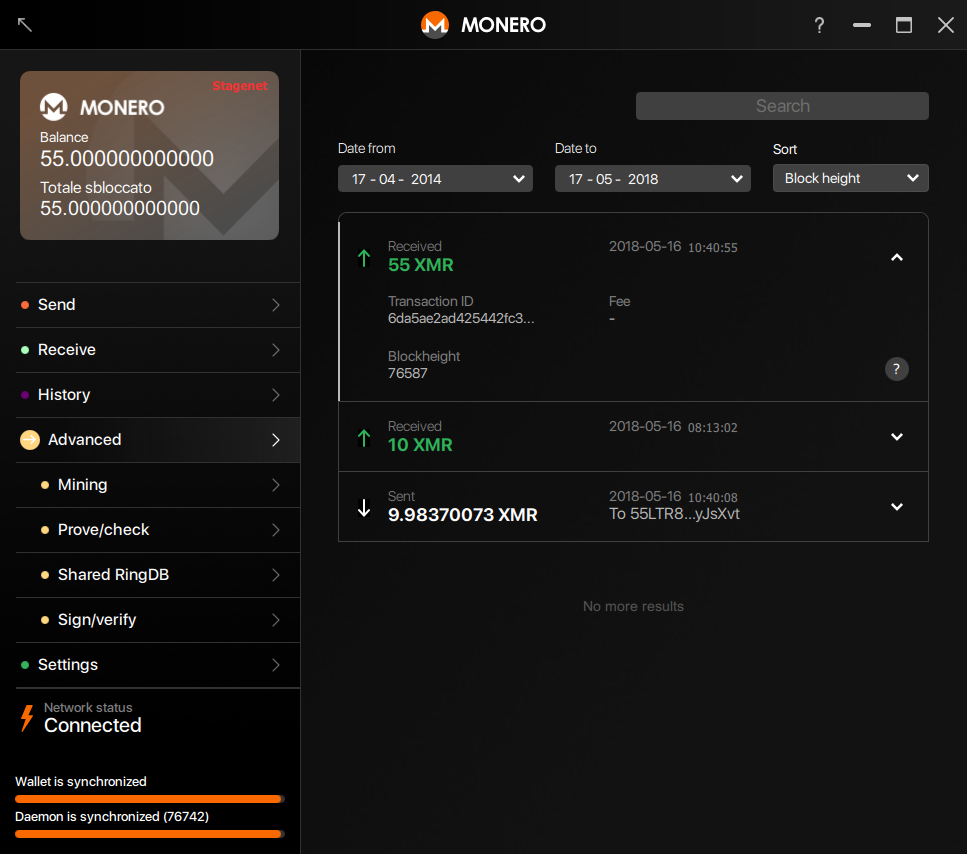 MONERO
?
Stagenet
MONERO
Balance
55.000000000000
Totale sbloccato
55.000000000000
Send
Receive
History
Advanced
Mining
Prove/check
Shared RingDB
Sign/verify
Settings
Network status
Connected
Wallet is synchronized
Daemon is synchronized (76742)
Search
Date from
Date to
Sort
17 - 04 - 2014
17 - 05 - 2018
Block height
Received
2018-05-16 10:40:55
55 XMR
Transaction ID
Fee
6da5ae2ad425442fc3...
-
Blockheight
76587
?
Received
2018-05-16 08:13:02
10 XMR
Sent
2018-05-16 10:40:08
9.98370073 XMR
To 55LTR8...yJsXvt
No more results